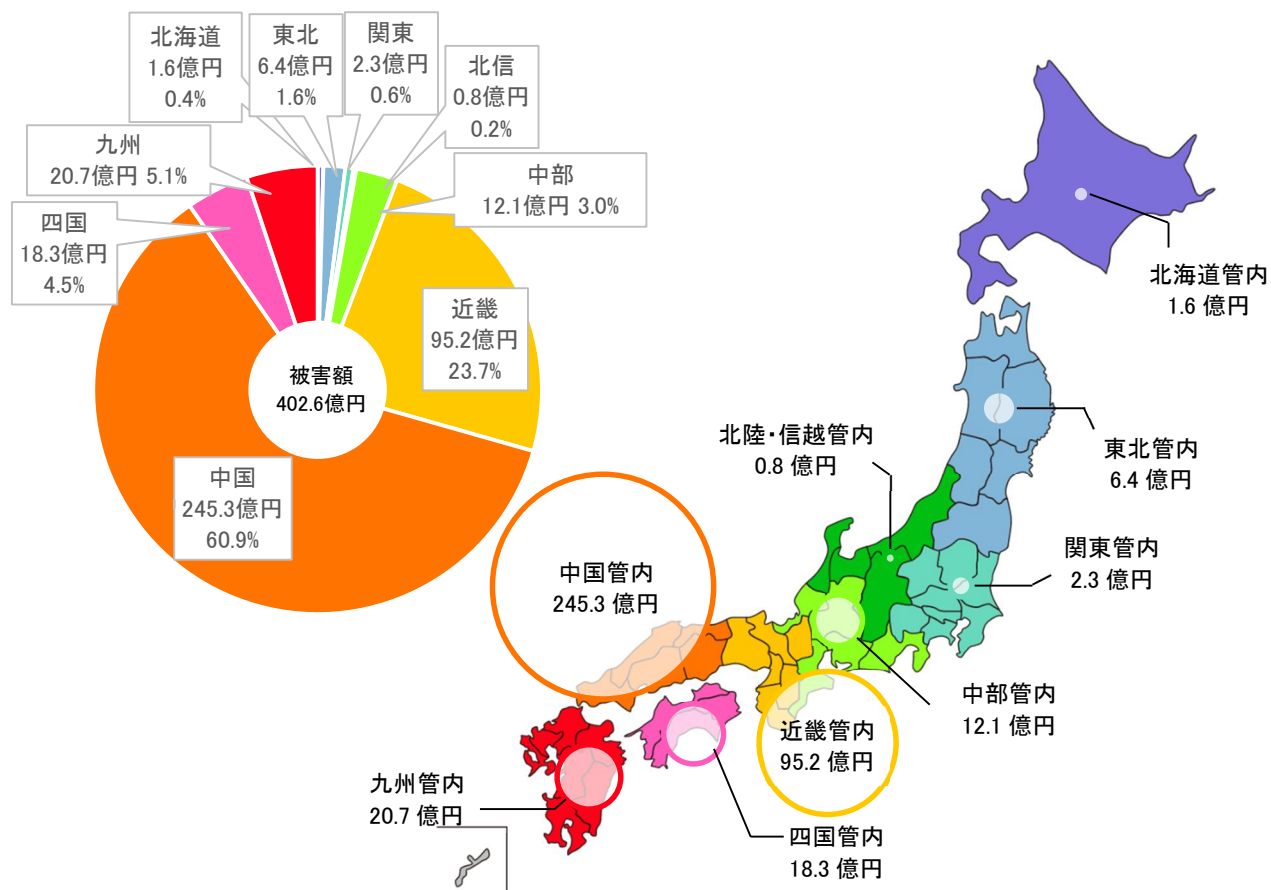 北海道
1.6億円
0.4%
東北
6.4億円
1.6%
関東
2.3億円
0.6%
北信
0.8億円
0.2%
九州
20.7億円 5.1%
中部
12.1億円 3.0%
四国
18.3億円
4.5%
近畿
95.2億円
23.7%
被害額
402.6億円
中国
245.3億円
60.9%
北海道管内
1.6 億円
北陸・信越管内
0.8 億円
東北管内
6.4 億円
関東管内
2.3 億円
中国管内
245.3 億円
中部管内
12.1 億円
近畿管内
95.2 億円
九州管内
20.7 億円
四国管内
18.3 億円